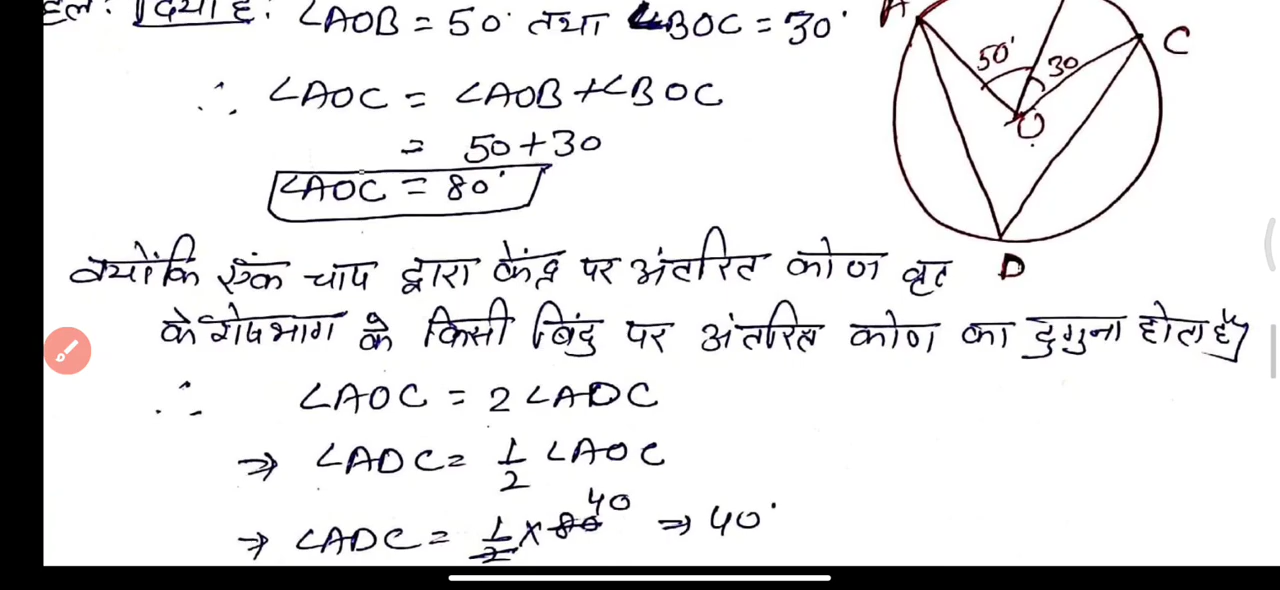 हल: दिया है: ∠AOB = 50° तथा ∠BOC = 30°
∴ ∠AOC = ∠AOB + ∠BOC
= 50+30
∠AOC = 80°
क्योंकि एक चाप द्वारा केंद्र पर अंतरित कोण वृत
के शेषभाग के किसी बिंदु पर अंतरित कोण का दुगुना होता है
∴ ∠AOC = 2 ∠ADC
⇒ ∠ADC = 1/2 ∠AOC
⇒ ∠ADC = 1/2 × 80 40 ⇒ 40°
A
C
50°
30
O
D